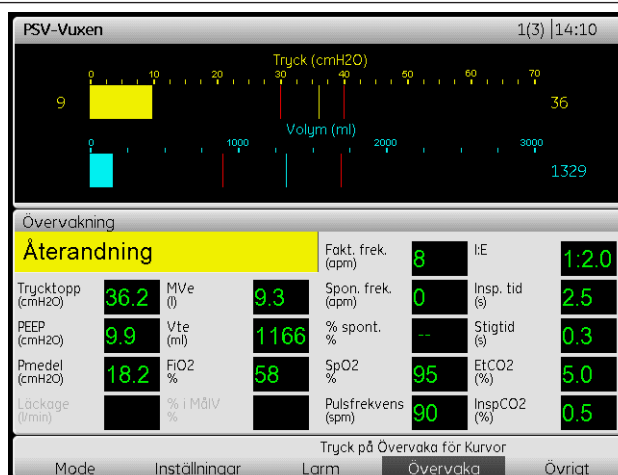 PSV-Vuxen 1(3) 14:10
Tryck (cmH2O)
0 10 20 30 40 50 60 70
9 36
Volym (ml)
0 1000 2000 3000
1329
Övervakning
Återandning
Fakt. frek. (apm) 8 I:E 1:2.0
Trycktopp (cmH2O) 36.2 MVe (l) 9.3 Spon. frek. (apm) 0 Insp. tid (s) 2.5
PEEP (cmH2O) 9.9 Vte (ml) 1166 % spont. % -- Stigtid (s) 0.3
Pmedel (cmH2O) 18.2 FiO2 % 58 SpO2 % 95 EtCO2 (%) 5.0
Läckage (l/min) % i MålV % Pulsfrekvens (spm) 90 InspCO2 (%) 0.5
Tryck på Övervaka för Kurvor
Mode Inställningar Larm Övervaka Övrigt